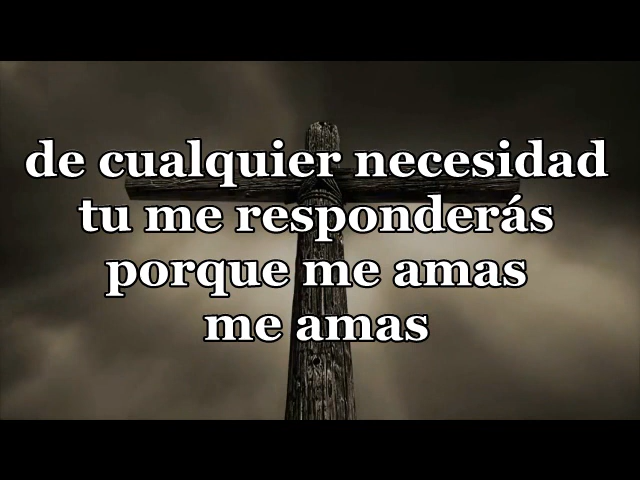 de cualquier necesidad
tu me responderás
porque me amas
me amas